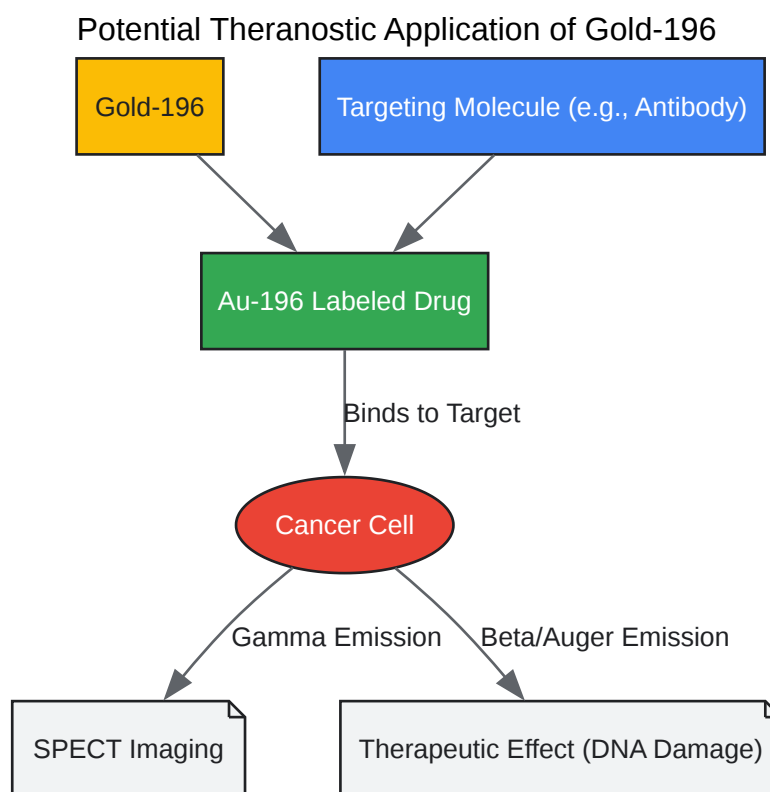 Potential Theranostic Application of Gold-196
Gold-196
Targeting Molecule (e.g., Antibody)
Au-196 Labeled Drug
Binds to Target
Cancer Cell
Gamma Emission
Beta/Auger Emission
SPECT Imaging
Therapeutic Effect (DNA Damage)